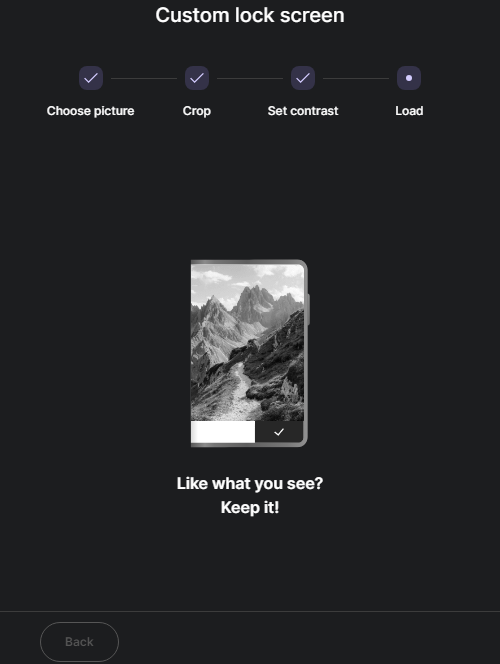 Custom lock screen
Choose picture
Crop
Set contrast
Load
Like what you see?
Keep it!
Back